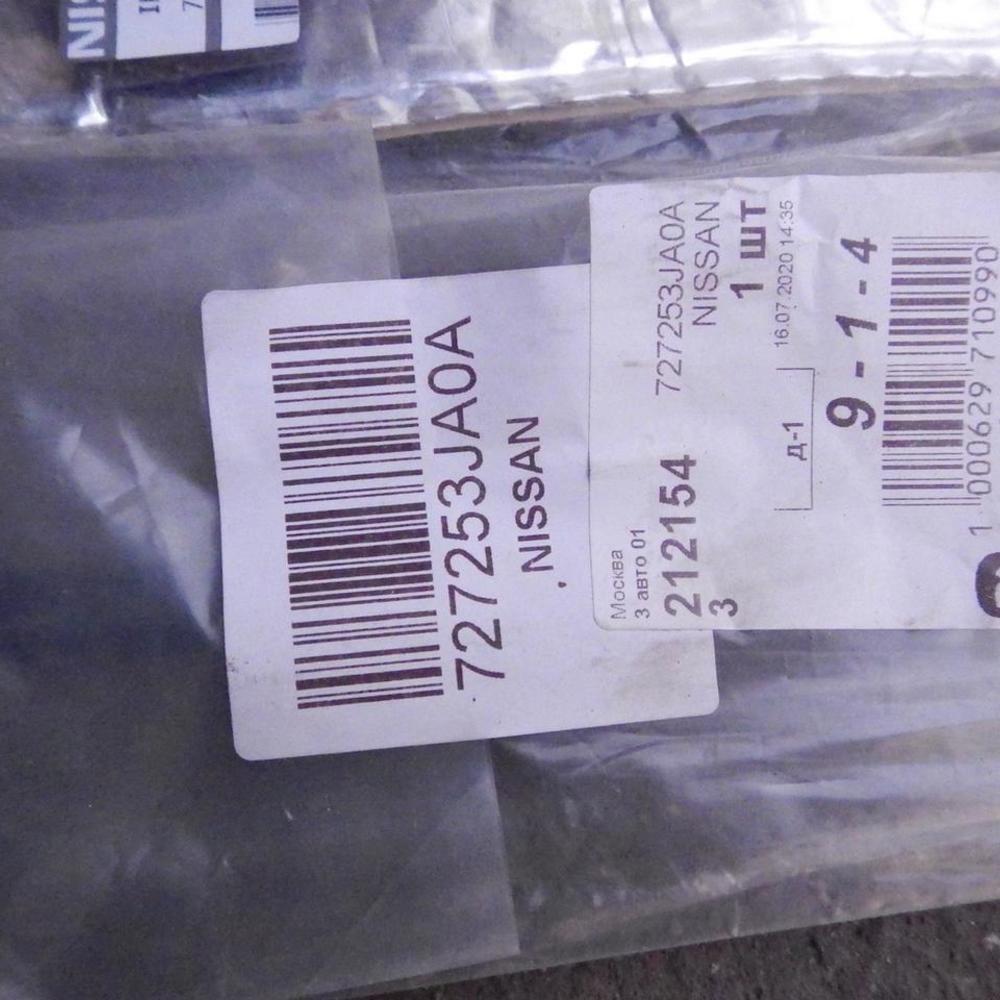 727253JA0A
NISSAN
727253JA0A
NISSAN
1 шт
Москва
3 авто 01
212154
3
16.07.2020 14:35
д-1
9 - 1 - 4
1 000629 710990